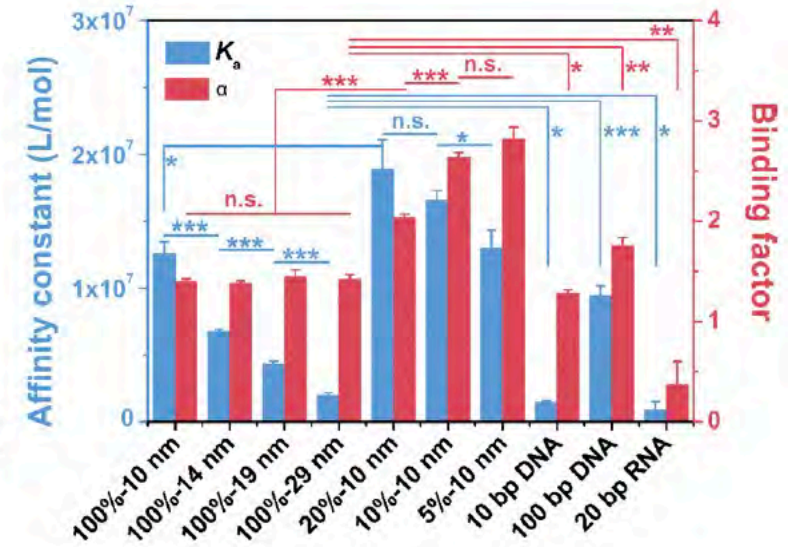 3x10⁷
2x10⁷
1x10⁷
0
Affinity constant (L/mol)
Kₐ
α
4
3
2
1
0
Binding factor
**
*
**
***
***
n.s.
n.s.
*
*
***
*
*
n.s.
***
***
***
100%-10 nm
100%-14 nm
100%-19 nm
100%-29 nm
20%-10 nm
10%-10 nm
5%-10 nm
10 bp DNA
100 bp DNA
20 bp RNA